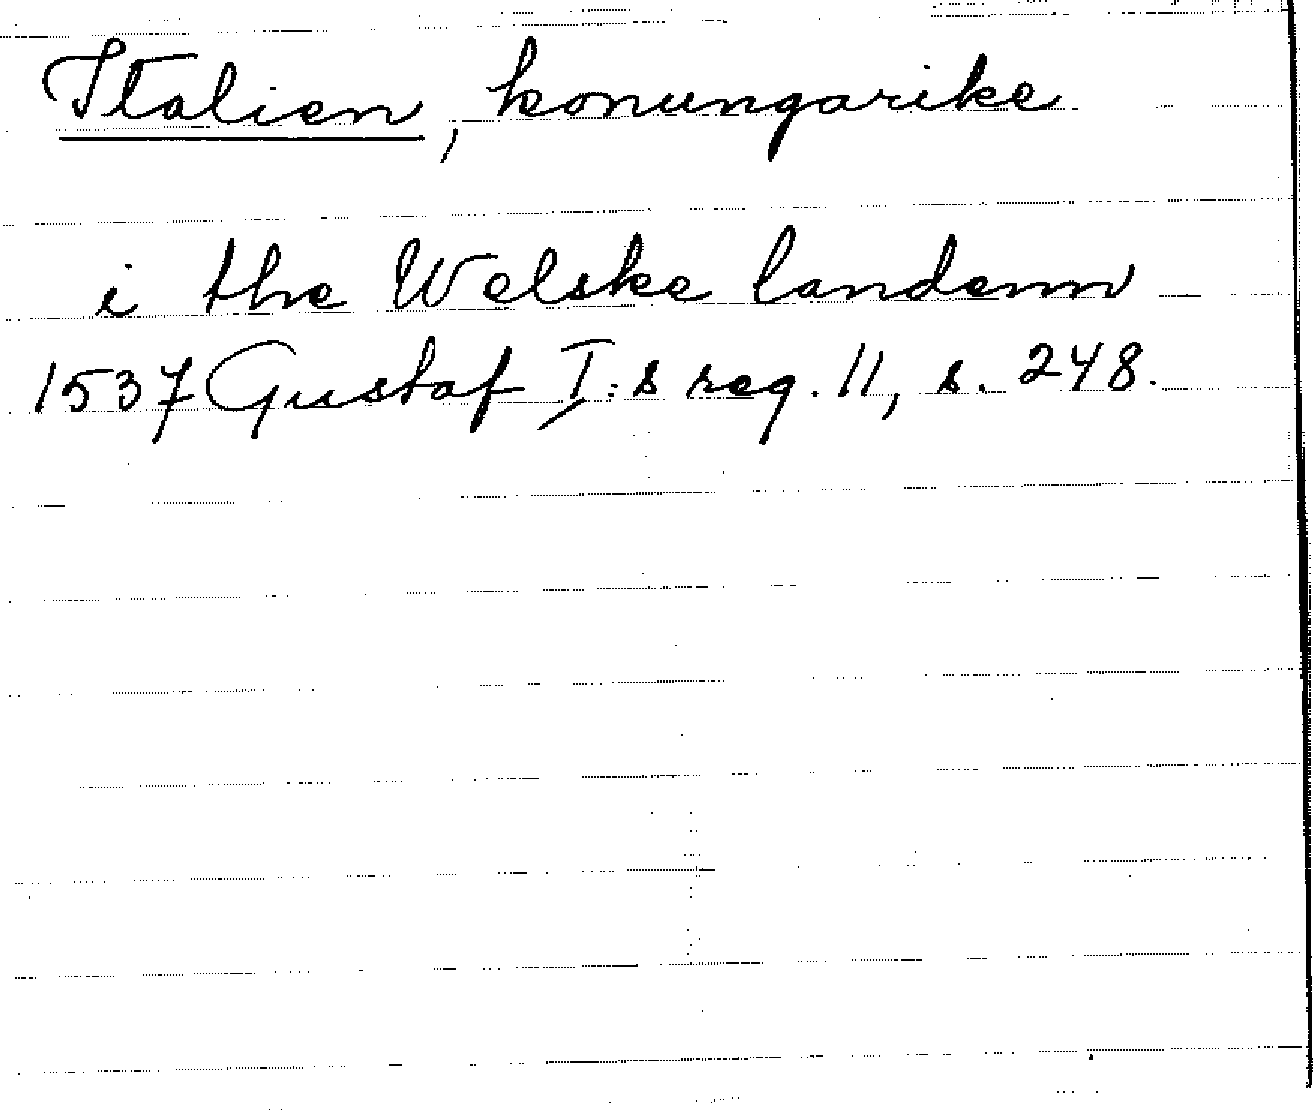 Italien, konungarike
i the Welske landenn
1537 Gustaf I:s reg. 11, s. 248.